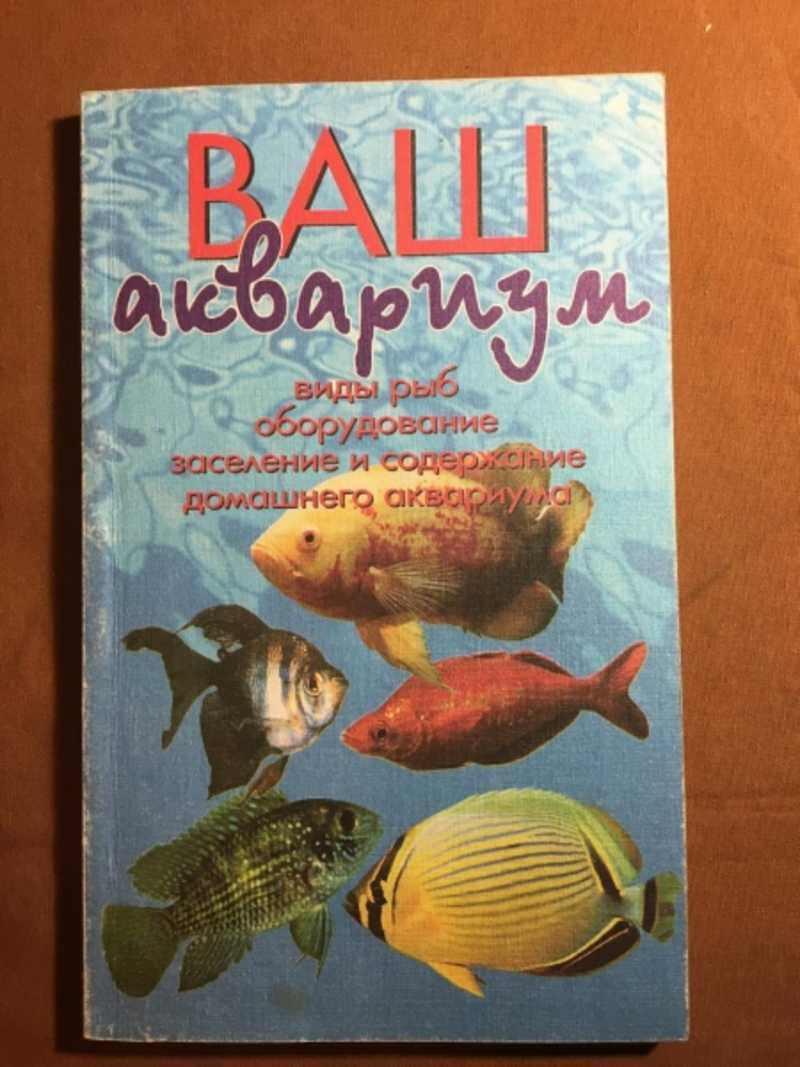 ВАШ
аквариум
виды рыб
оборудование
заселение и содержание
домашнего аквариума